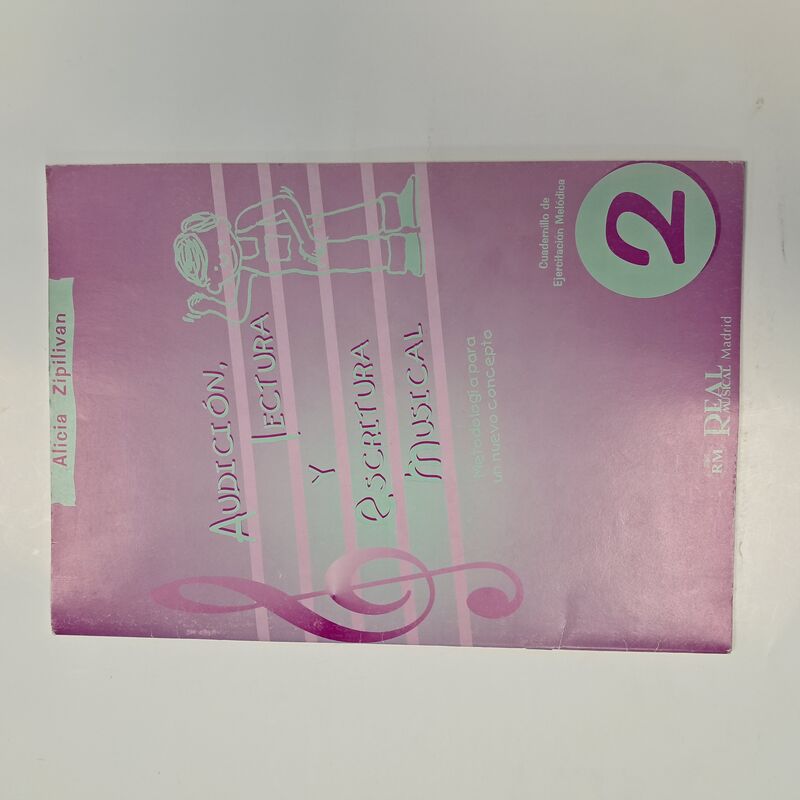 Alicia Zipilivan
AUDICIÓN,
LECTURA
Y
ESCRITURA
MUSICAL
Metodología para
un nuevo concepto
Cuadernillo de
Ejercitación Melódica
2
RM REAL
MUSICAL Madrid